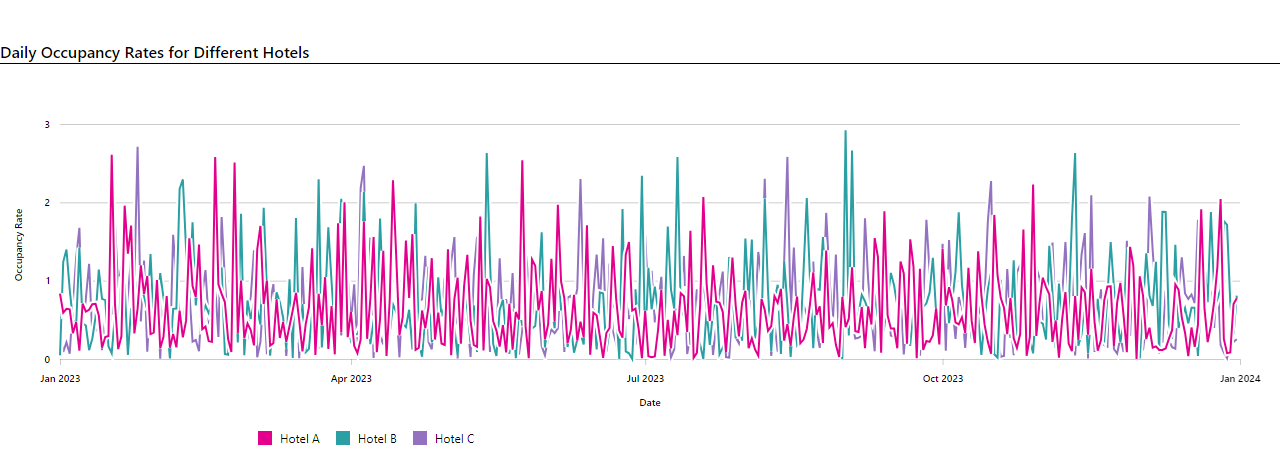 Daily Occupancy Rates for Different Hotels
3
2
1
0
Occupancy Rate
Jan 2023 Apr 2023 Jul 2023 Oct 2023 Jan 2024
Date
Hotel A Hotel B Hotel C